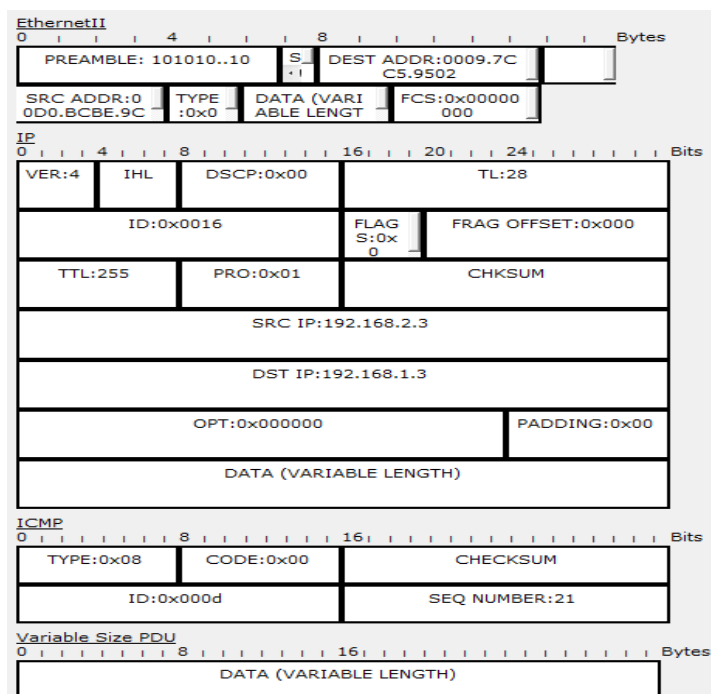 EthernetII
0 4 8 Bytes
PREAMBLE: 101010..10
DEST ADDR:0009.7C
C5.9502
SRC ADDR:0
0D0.BCBE.9C
TYPE
:0x0
DATA (VARI
ABLE LENGT
FCS:0x00000
000
IP
0 4 8 16 20 24 Bits
VER:4 IHL DSCP:0x00 TL:28
ID:0x0016
FLAG
S:0x
0
FRAG OFFSET:0x000
TTL:255 PRO:0x01 CHKSUM
SRC IP:192.168.2.3
DST IP:192.168.1.3
OPT:0x000000 PADDING:0x00
DATA (VARIABLE LENGTH)
ICMP
0 8 16 Bits
TYPE:0x08 CODE:0x00 CHECKSUM
ID:0x000d SEQ NUMBER:21
Variable Size PDU
0 8 16 Bytes
DATA (VARIABLE LENGTH)